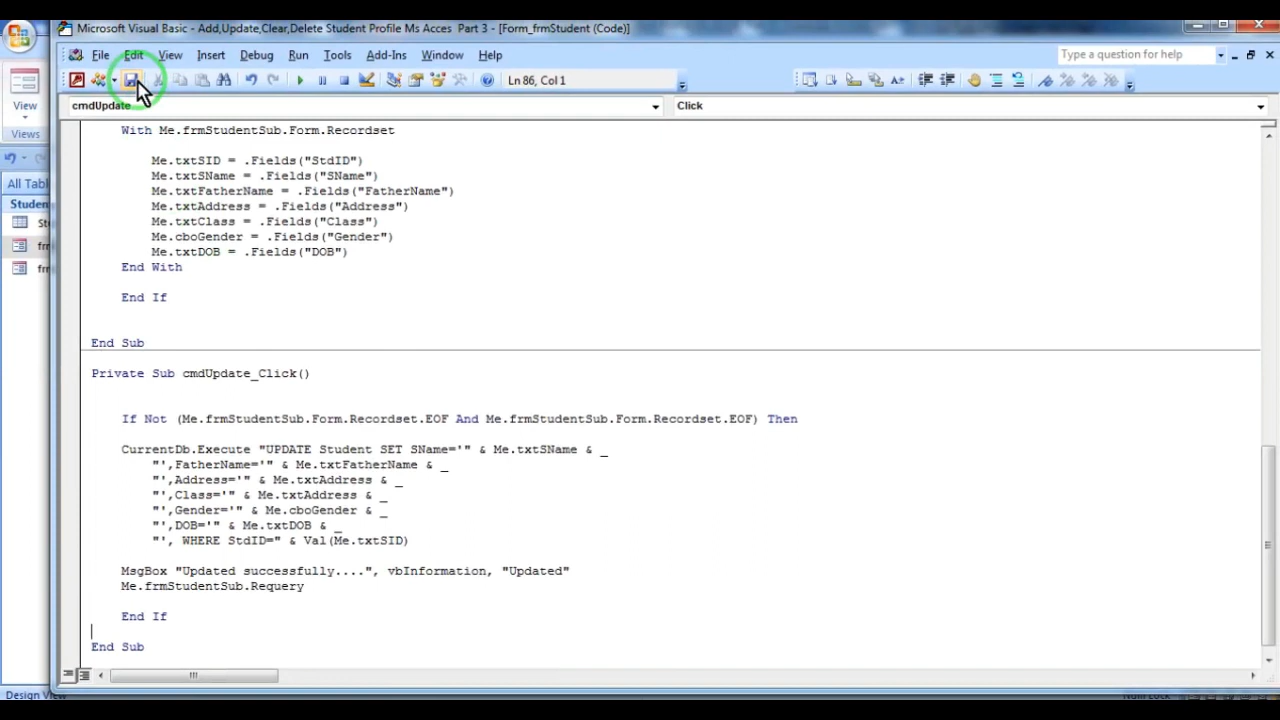 Microsoft Visual Basic - Add,Update,Clear,Delete Student Profile Ms Acces Part 3 - [Form_frmStudent (Code)]
File Edit View Insert Debug Run Tools Add-Ins Window Help
Type a question for help
Ln 86, Col 1
View
Views
cmdUpdate
Click
All Tabl
Studen
St
frn
frn
With Me.frmStudentSub.Form.Recordset
Me.txtSID = .Fields("StdID")
Me.txtSName = .Fields("SName")
Me.txtFatherName = .Fields("FatherName")
Me.txtAddress = .Fields("Address")
Me.txtClass = .Fields("Class")
Me.cboGender = .Fields("Gender")
Me.txtDOB = .Fields("DOB")
End With
End If
End Sub
Private Sub cmdUpdate_Click()
If Not (Me.frmStudentSub.Form.Recordset.EOF And Me.frmStudentSub.Form.Recordset.EOF) Then
CurrentDb.Execute "UPDATE Student SET SName='" & Me.txtSName & _
"',FatherName='" & Me.txtFatherName & _
"',Address='" & Me.txtAddress & _
"',Class='" & Me.txtAddress & _
"',Gender='" & Me.cboGender & _
"',DOB='" & Me.txtDOB & _
"', WHERE StdID=" & Val(Me.txtSID)
MsgBox "Updated successfully....", vbInformation, "Updated"
Me.frmStudentSub.Requery
End If
End Sub
Design View
Num Lock